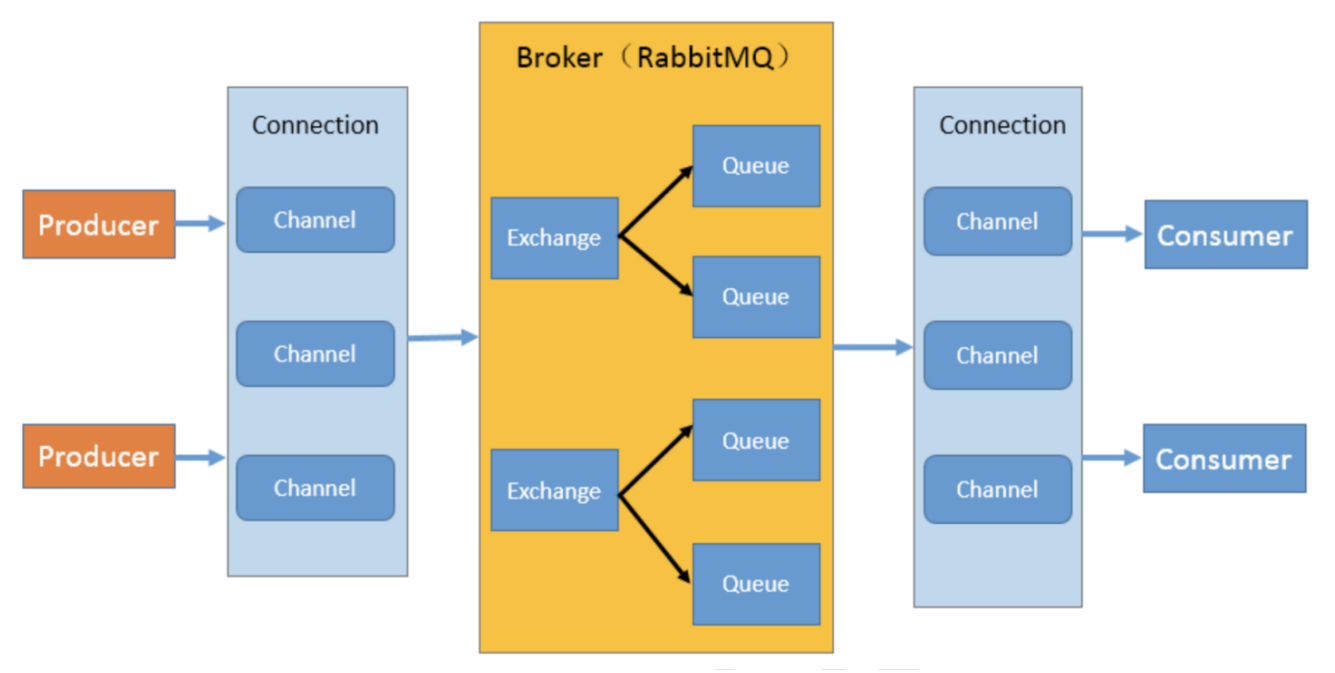 Broker（RabbitMQ）
Connection
Connection
Producer
Producer
Channel
Channel
Channel
Exchange
Queue
Queue
Exchange
Queue
Queue
Channel
Channel
Channel
Consumer
Consumer